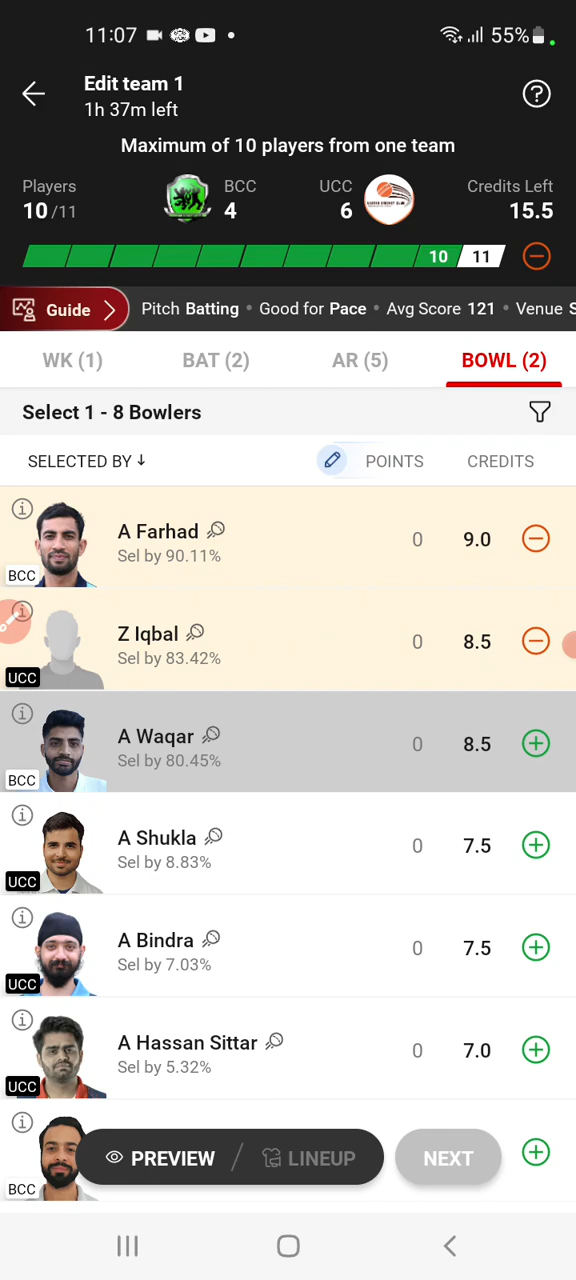 11:07 55%
Edit team 1
1h 37m left
Maximum of 10 players from one team
Players BCC UCC Credits Left
10/11 4 6 15.5
10 11
Guide Pitch Batting • Good for Pace • Avg Score 121 • Venue S
WK (1) BAT (2) AR (5) BOWL (2)
Select 1 - 8 Bowlers
SELECTED BY ↓ POINTS CREDITS
A Farhad 0 9.0
Sel by 90.11%
BCC
Z Iqbal 0 8.5
Sel by 83.42%
UCC
A Waqar 0 8.5
Sel by 80.45%
BCC
A Shukla 0 7.5
Sel by 8.83%
UCC
A Bindra 0 7.5
Sel by 7.03%
UCC
A Hassan Sittar 0 7.0
Sel by 5.32%
UCC
PREVIEW / LINEUP NEXT
BCC